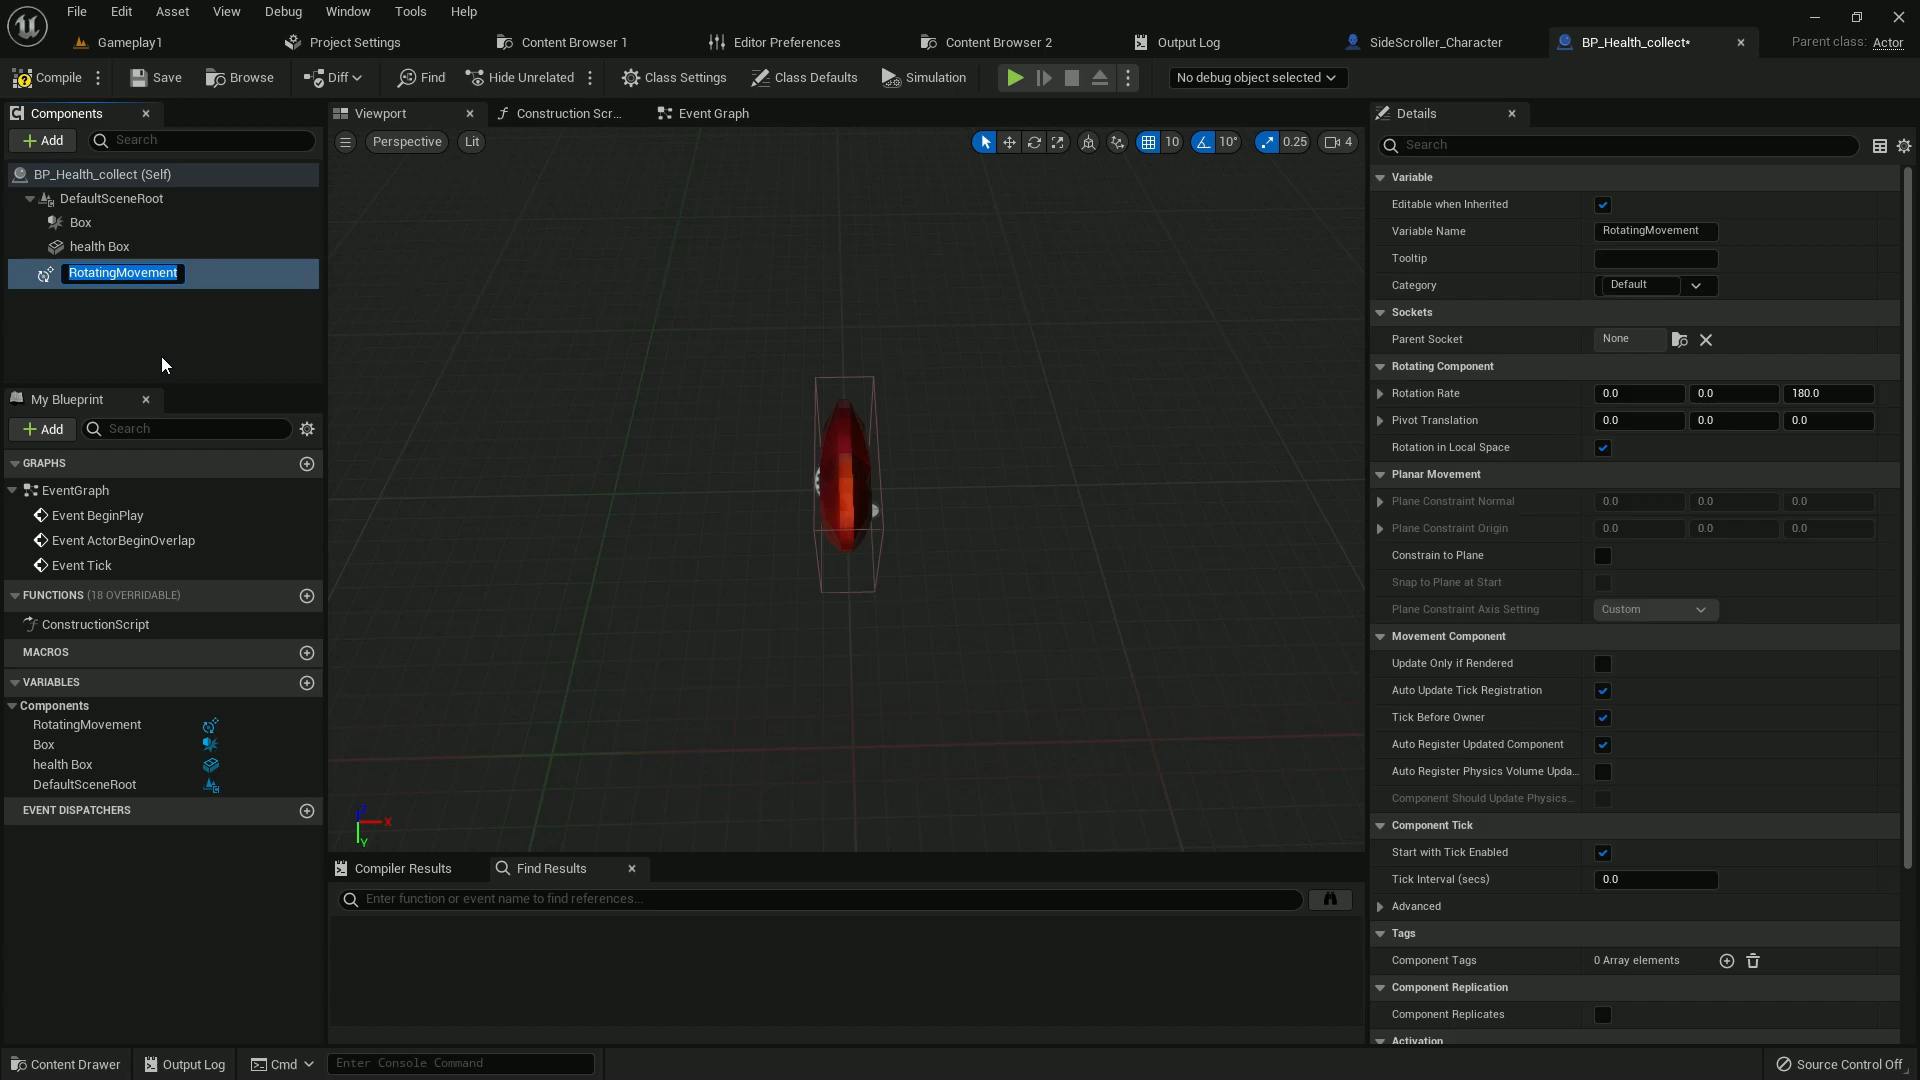 File Edit Asset View Debug Window Tools Help
Gameplay1 Project Settings Content Browser 1 Editor Preferences Content Browser 2 Output Log SideScroller_Character BP_Health_collect* Parent class: Actor
Compile Save Browse Diff Find Hide Unrelated Class Settings Class Defaults Simulation No debug object selected
Components
Add Search
BP_Health_collect (Self)
DefaultSceneRoot
Box
health Box
RotatingMovement
My Blueprint
Add Search
GRAPHS
EventGraph
Event BeginPlay
Event ActorBeginOverlap
Event Tick
FUNCTIONS (18 OVERRIDABLE)
ConstructionScript
MACROS
VARIABLES
Components
RotatingMovement
Box
health Box
DefaultSceneRoot
EVENT DISPATCHERS
Viewport Construction Scr... Event Graph
Perspective Lit 10 10° 0.25 4
Z
X
Y
Compiler Results Find Results
Enter function or event name to find references...
Details
Search
Variable
Editable when Inherited
Variable Name RotatingMovement
Tooltip
Category Default
Sockets
Parent Socket None
Rotating Component
Rotation Rate 0.0 0.0 180.0
Pivot Translation 0.0 0.0 0.0
Rotation in Local Space
Planar Movement
Plane Constraint Normal 0.0 0.0 0.0
Plane Constraint Origin 0.0 0.0 0.0
Constrain to Plane
Snap to Plane at Start
Plane Constraint Axis Setting Custom
Movement Component
Update Only if Rendered
Auto Update Tick Registration
Tick Before Owner
Auto Register Updated Component
Auto Register Physics Volume Upda...
Component Should Update Physics...
Component Tick
Start with Tick Enabled
Tick Interval (secs) 0.0
Advanced
Tags
Component Tags 0 Array elements
Component Replication
Component Replicates
Activation
Content Drawer Output Log Cmd Enter Console Command Source Control Off